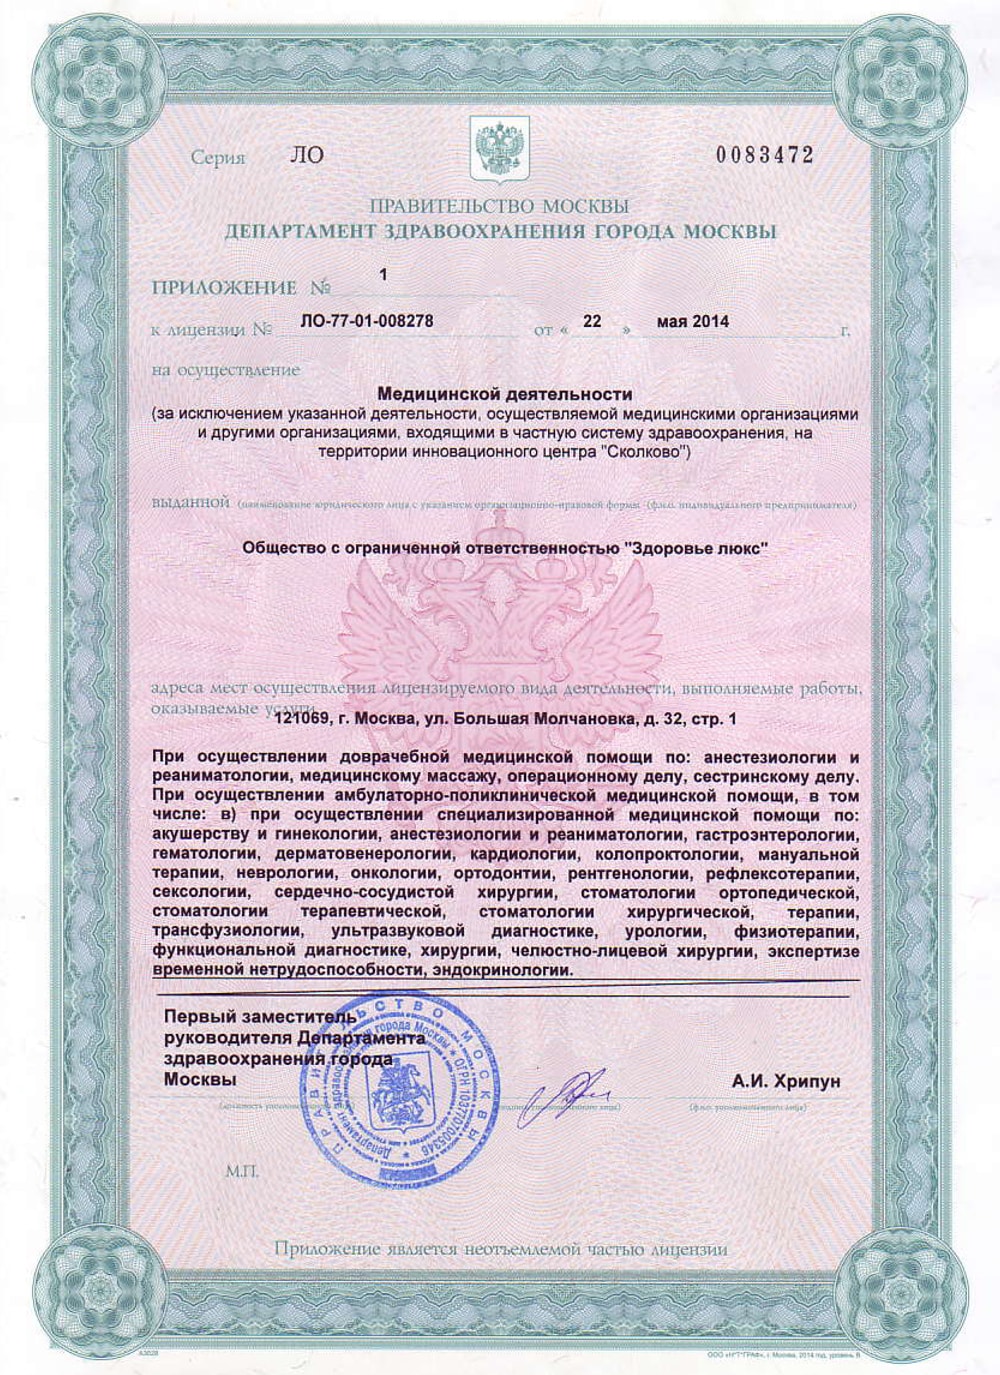 Серия ЛО 0083472
ПРАВИТЕЛЬСТВО МОСКВЫ
ДЕПАРТАМЕНТ ЗДРАВООХРАНЕНИЯ ГОРОДА МОСКВЫ
ПРИЛОЖЕНИЕ № 1
к лицензии № ЛО-77-01-008278 от « 22 » мая 2014 г.
на осуществление
Медицинской деятельности
(за исключением указанной деятельности, осуществляемой медицинскими организациями
и другими организациями, входящими в частную систему здравоохранения, на
территории инновационного центра "Сколково")
выданной (наименование юридического лица с указанием организационно-правовой формы (ф.и.о. индивидуального предпринимателя)
Общество с ограниченной ответственностью "Здоровье люкс"
адреса мест осуществления лицензируемого вида деятельности, выполняемые работы,
оказываемые услуги
121069, г. Москва, ул. Большая Молчановка, д. 32, стр. 1
При осуществлении доврачебной медицинской помощи по: анестезиологии и
реаниматологии, медицинскому массажу, операционному делу, сестринскому делу.
При осуществлении амбулаторно-поликлинической медицинской помощи, в том
числе: в) при осуществлении специализированной медицинской помощи по:
акушерству и гинекологии, анестезиологии и реаниматологии, гастроэнтерологии,
гематологии, дерматовенерологии, кардиологии, колопроктологии, мануальной
терапии, неврологии, онкологии, ортодонтии, рентгенологии, рефлексотерапии,
сексологии, сердечно-сосудистой хирургии, стоматологии ортопедической,
стоматологии терапевтической, стоматологии хирургической, терапии,
трансфузиологии, ультразвуковой диагностике, урологии, физиотерапии,
функциональной диагностике, хирургии, челюстно-лицевой хирургии, экспертизе
временной нетрудоспособности, эндокринологии.
Первый заместитель
руководителя Департамента
здравоохранения города
Москвы
А.И. Хрипун
(должность уполномоченного лица) (ф.и.о. уполномоченного лица)
ПРАВИТЕЛЬСТВО МОСКВЫ
Департамент здравоохранения города Москвы * ОГРН 1037707005346 *
М.П.
Приложение является неотъемлемой частью лицензии
А3028
ООО «Н*Т*ГРАФ», г. Москва, 2014 год, уровень В